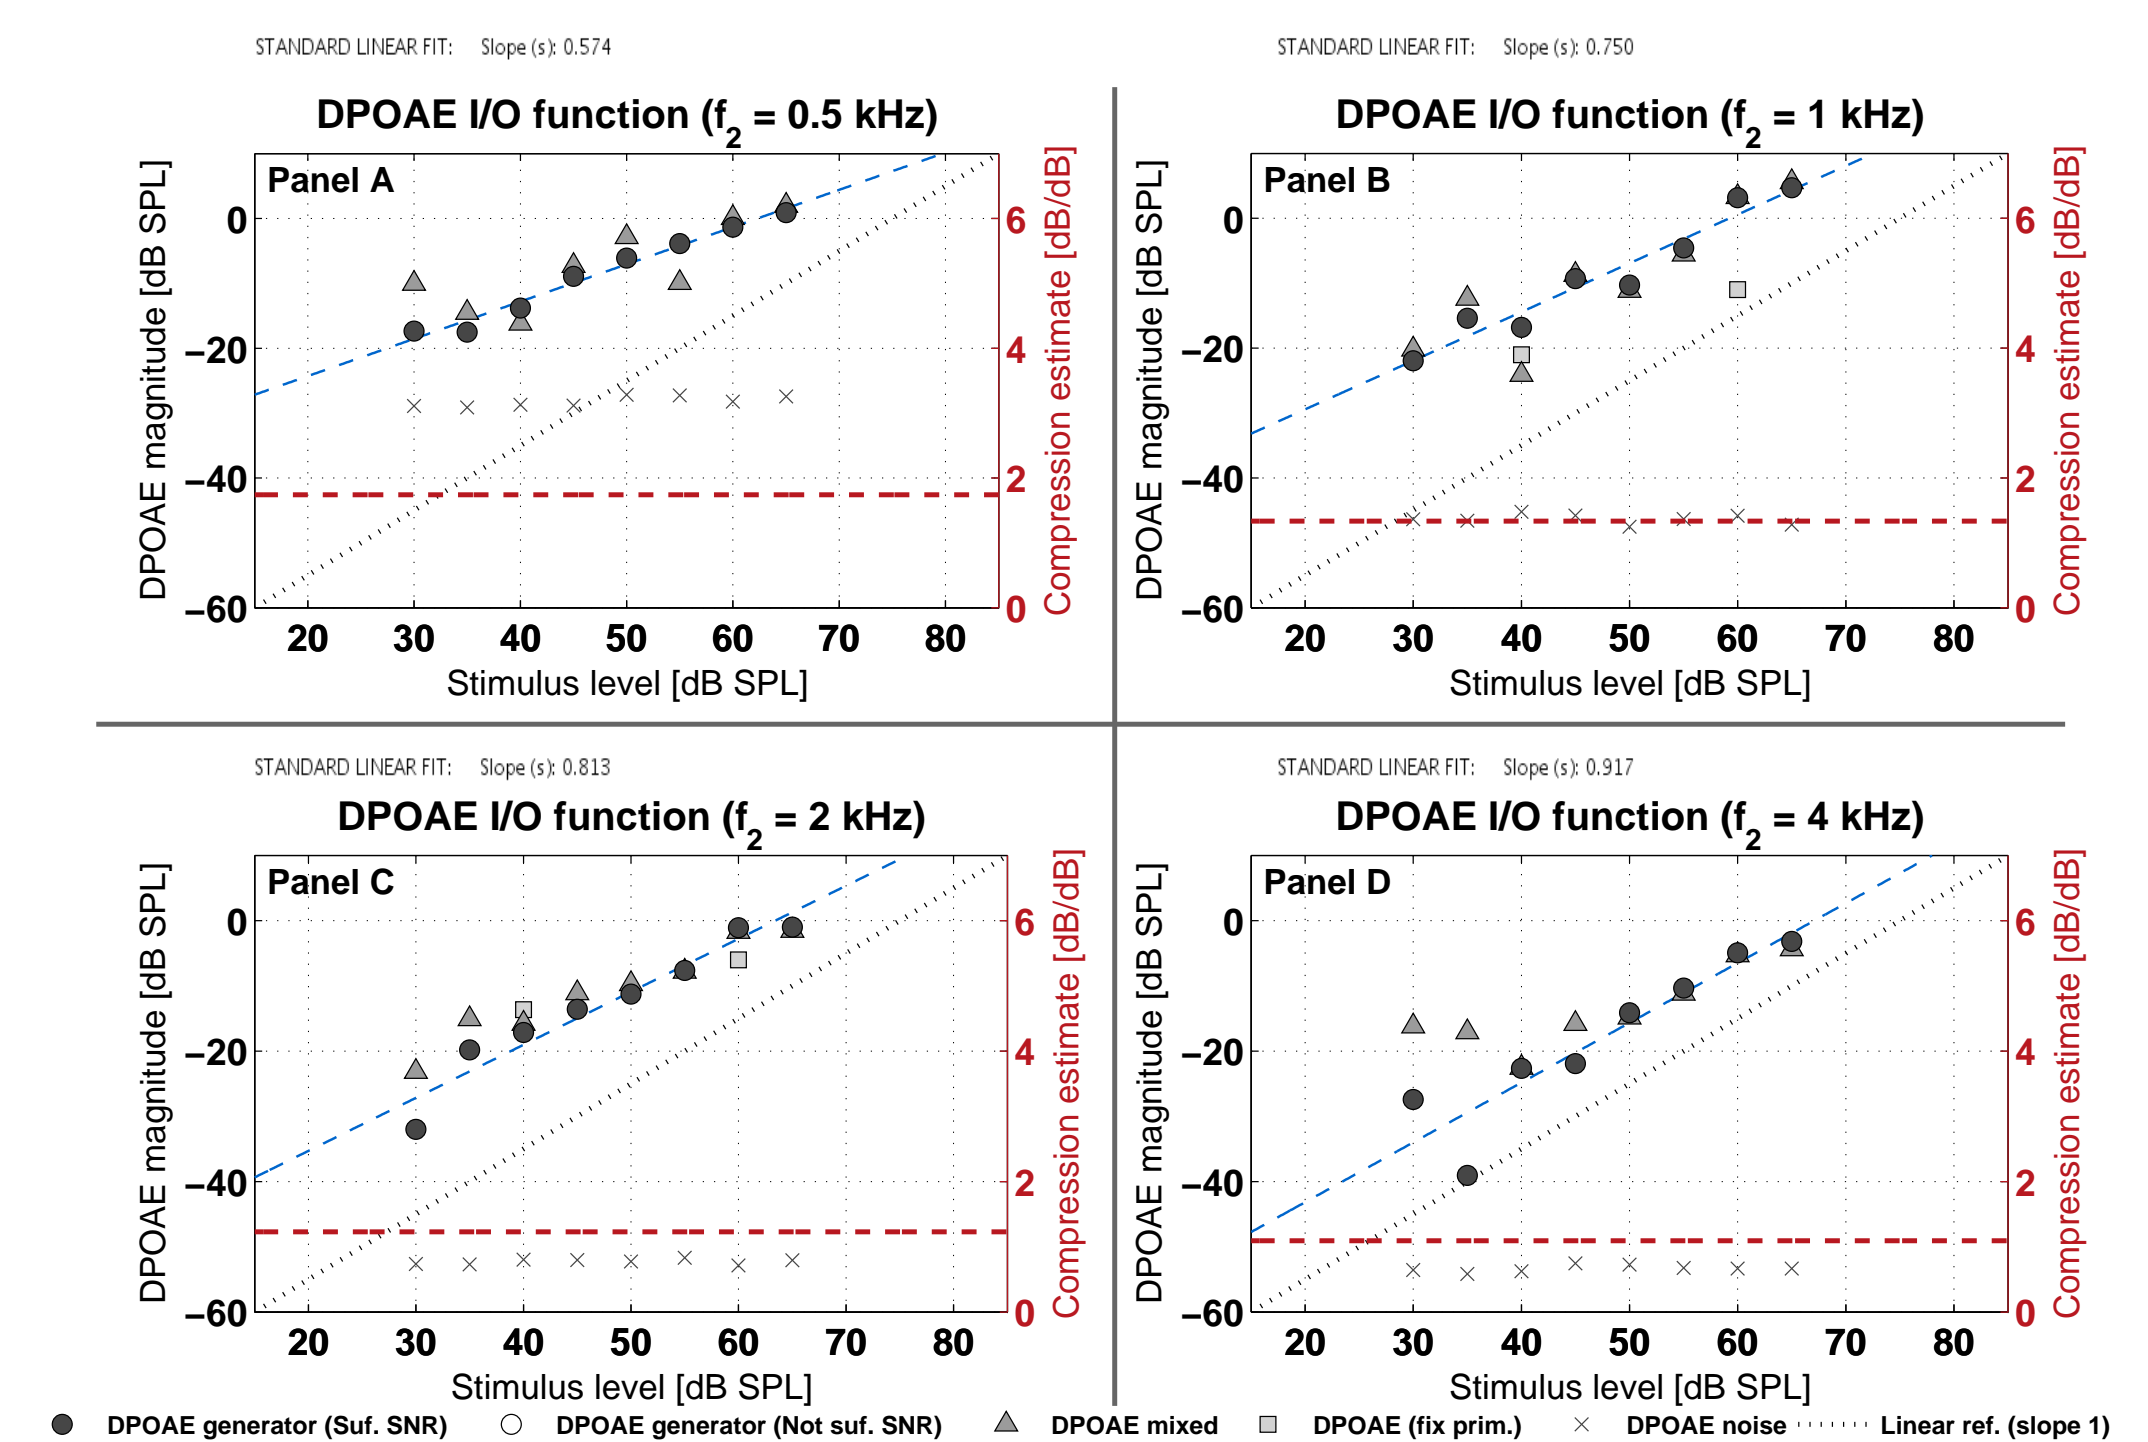 STANDARD LINEAR FIT: Slope (s): 0.574
DPOAE I/O function (f2 = 0.5 kHz)
Panel A
DPOAE magnitude [dB SPL]
0
−20
−40
−60
6
4
2
0
Compression estimate [dB/dB]
20 30 40 50 60 70 80
Stimulus level [dB SPL]
STANDARD LINEAR FIT: Slope (s): 0.750
DPOAE I/O function (f2 = 1 kHz)
Panel B
DPOAE magnitude [dB SPL]
0
−20
−40
−60
6
4
2
0
Compression estimate [dB/dB]
20 30 40 50 60 70 80
Stimulus level [dB SPL]
STANDARD LINEAR FIT: Slope (s): 0.813
DPOAE I/O function (f2 = 2 kHz)
Panel C
DPOAE magnitude [dB SPL]
0
−20
−40
−60
6
4
2
0
Compression estimate [dB/dB]
20 30 40 50 60 70 80
Stimulus level [dB SPL]
STANDARD LINEAR FIT: Slope (s): 0.917
DPOAE I/O function (f2 = 4 kHz)
Panel D
DPOAE magnitude [dB SPL]
0
−20
−40
−60
6
4
2
0
Compression estimate [dB/dB]
20 30 40 50 60 70 80
Stimulus level [dB SPL]
DPOAE generator (Suf. SNR) DPOAE generator (Not suf. SNR) DPOAE mixed DPOAE (fix prim.) DPOAE noise Linear ref. (slope 1)